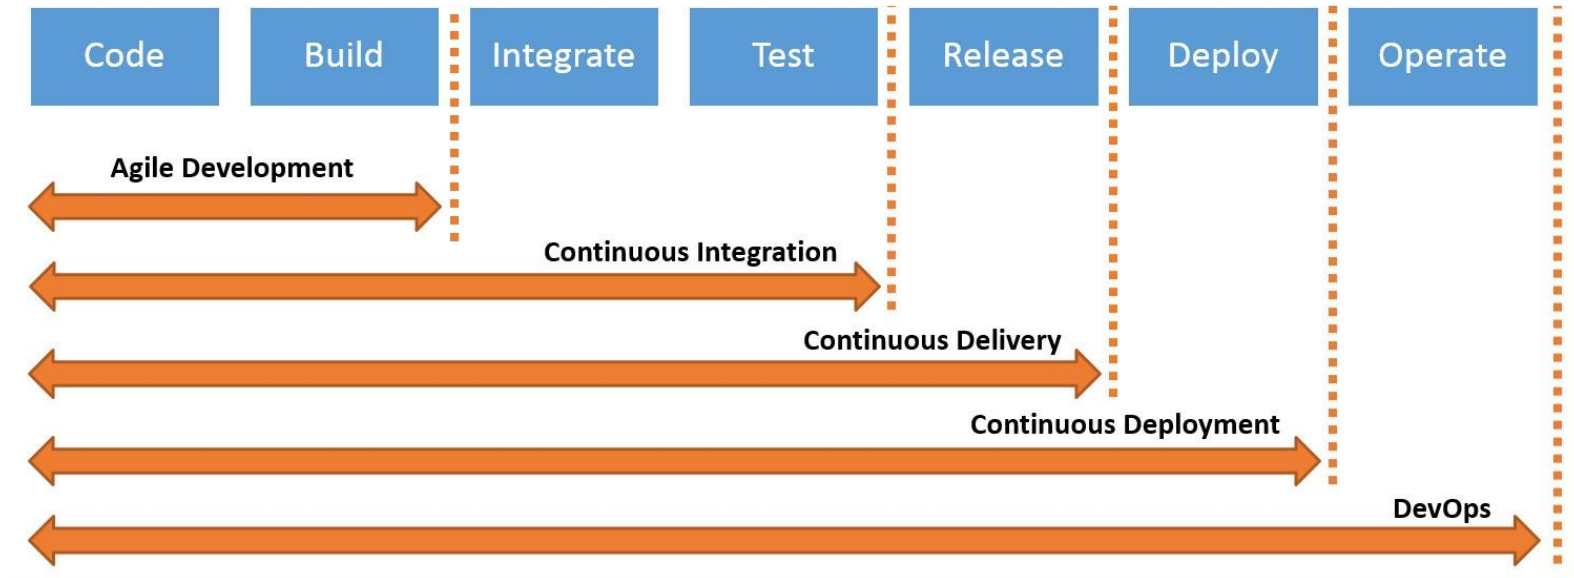 Code
Build
Integrate
Test
Release
Deploy
Operate
Agile Development
Continuous Integration
Continuous Delivery
Continuous Deployment
DevOps